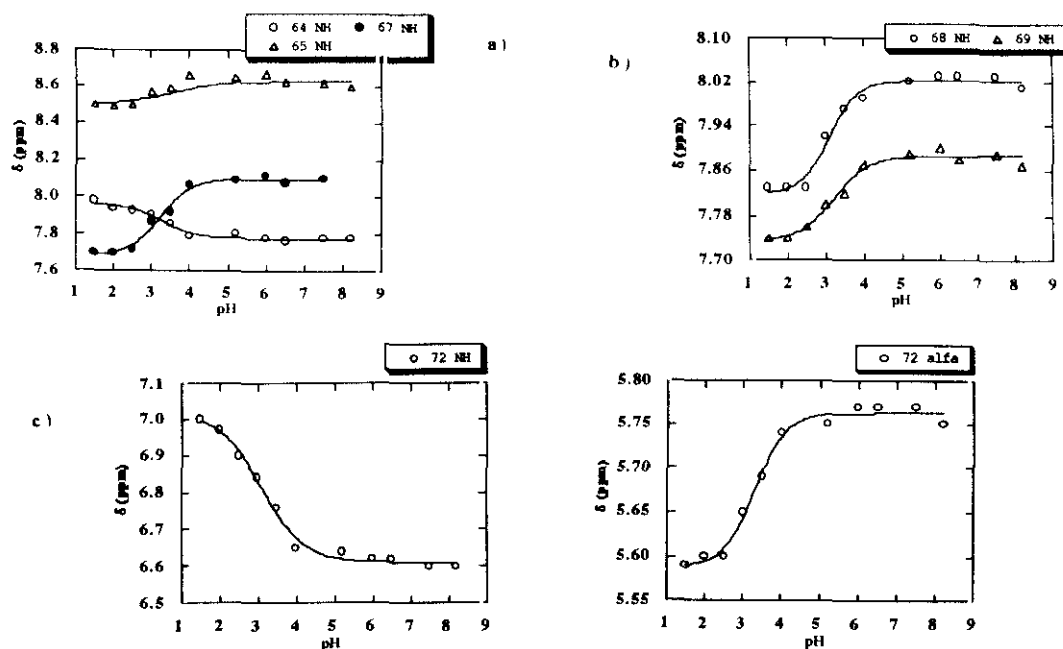 64 NH 67 NH
65 NH
a)
8.8
8.6
8.4
8.2
8.0
7.8
7.6
δ (ppm)
1 2 3 4 5 6 7 8 9
pH
68 NH 69 NH
b)
8.10
8.02
7.94
7.86
7.78
7.70
δ (ppm)
1 2 3 4 5 6 7 8 9
pH
72 NH
c)
7.1
7.0
6.9
6.8
6.7
6.6
6.5
δ (ppm)
1 2 3 4 5 6 7 8 9
pH
72 alfa
5.80
5.75
5.70
5.65
5.60
5.55
δ (ppm)
1 2 3 4 5 6 7 8 9
pH